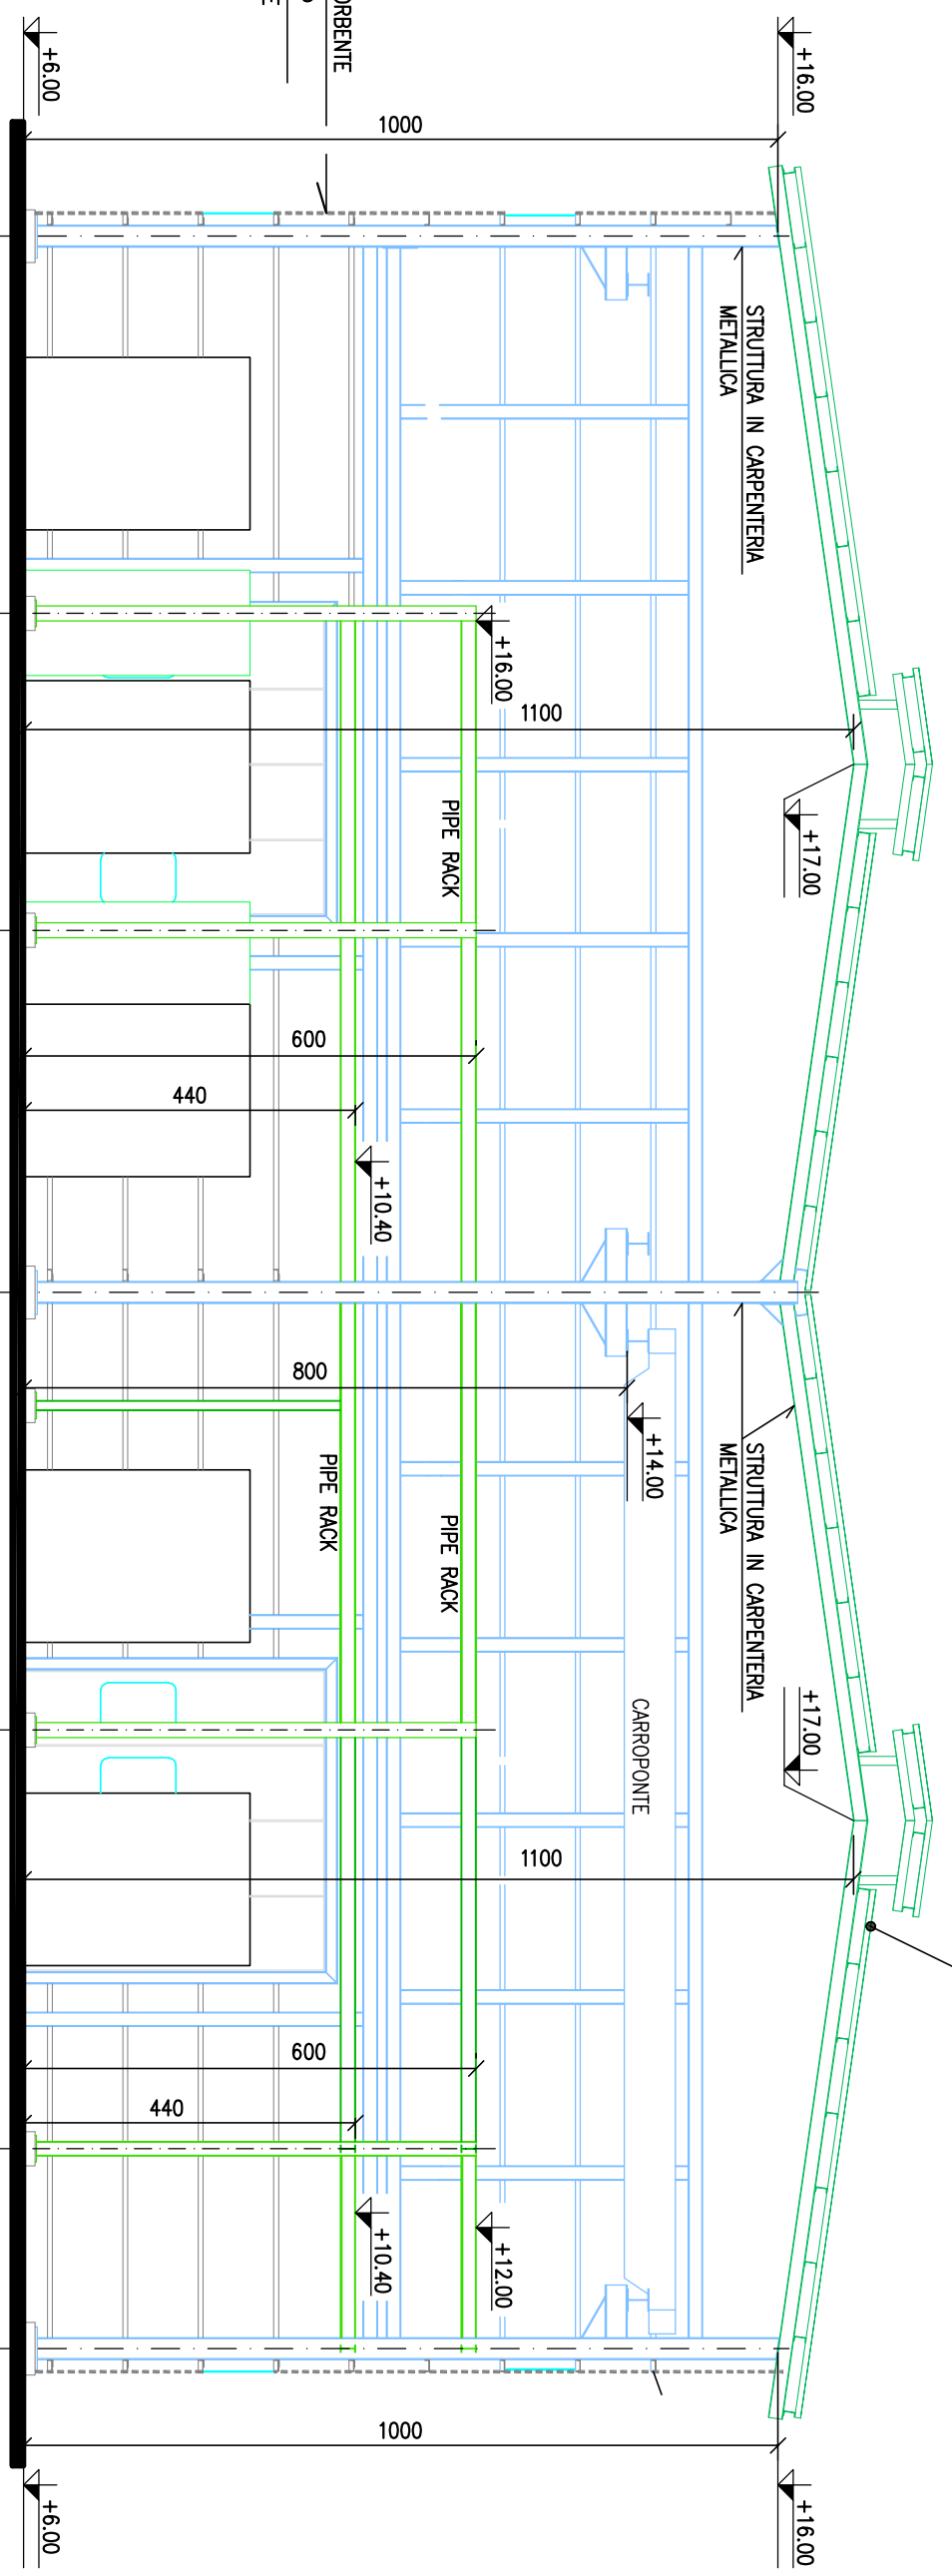 +16.00
+6.00
1000
ORBENTE
STRUTTURA IN CARPENTERIA
METALLICA
+16.00
1100
+17.00
PIPE RACK
600
440
+10.40
800
+14.00
STRUTTURA IN CARPENTERIA
METALLICA
PIPE RACK
PIPE RACK
CARROPONTE
+17.00
1100
600
440
+10.40
+12.00
1000
+16.00
+6.00